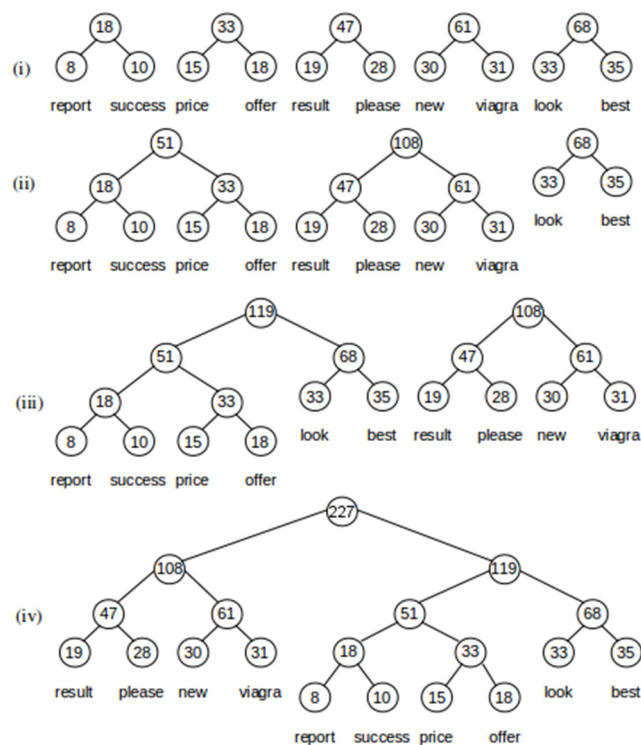 18 33 47 61 68
(i) 8 10 15 18 19 28 30 31 33 35
report success price offer result please new viagra look best
51 108 68
(ii) 18 33 47 61 33 35
look best
8 10 15 18 19 28 30 31
report success price offer result please new viagra
119 108
51 68 47 61
(iii) 18 33 33 35 19 28 30 31
look best result please new viagra
8 10 15 18
report success price offer
227
108 119
(iv) 47 61 51 68
19 28 30 31 18 33 33 35
result please new viagra look best
8 10 15 18
report success price offer